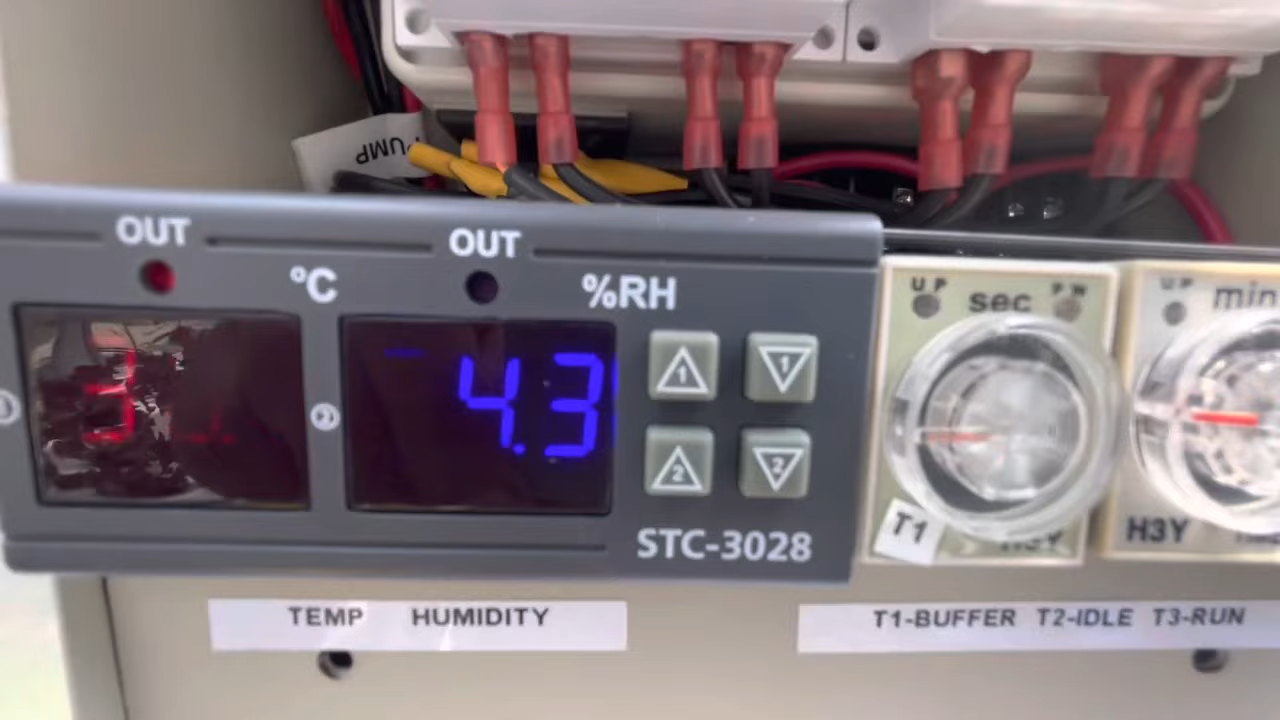 PUMP
OUT
OUT
°C
%RH
4.3
1
1
2
2
2
STC-3028
UP
sec
T1
UP
min
H3Y
TEMP HUMIDITY
T1-BUFFER T2-IDLE T3-RUN